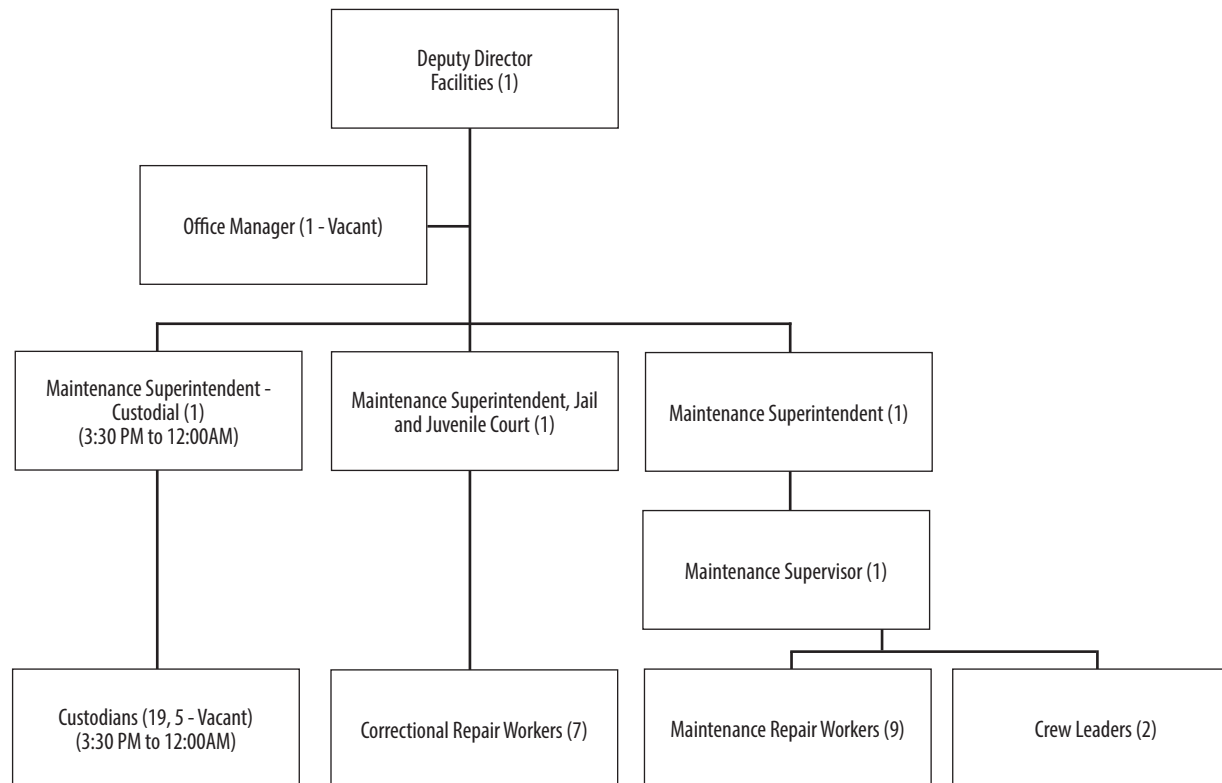 Deputy Director
Facilities (1)
Office Manager (1 - Vacant)
Maintenance Superintendent -
Custodial (1)
(3:30 PM to 12:00AM)
Maintenance Superintendent, Jail
and Juvenile Court (1)
Maintenance Superintendent (1)
Maintenance Supervisor (1)
Custodians (19, 5 - Vacant)
(3:30 PM to 12:00AM)
Correctional Repair Workers (7)
Maintenance Repair Workers (9)
Crew Leaders (2)